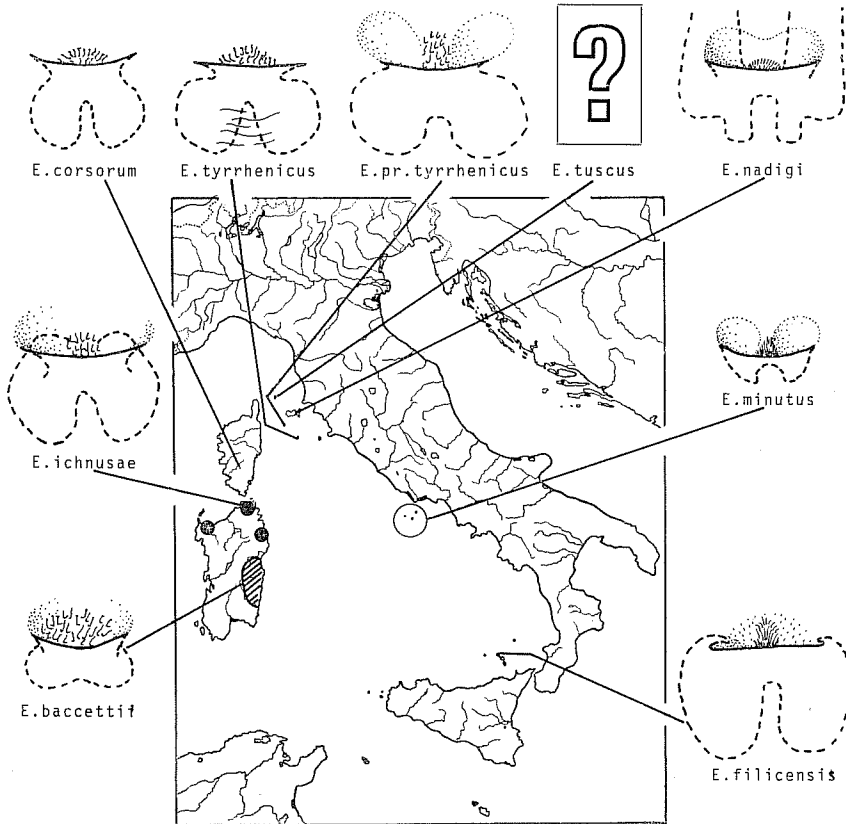 ?
E.corsorum
E.tyrrhenicus
E.pr.tyrrhenicus
E.tuscus
E.nadigi
E.ichnusae
E.minutus
E.baccettii
E.filicensis